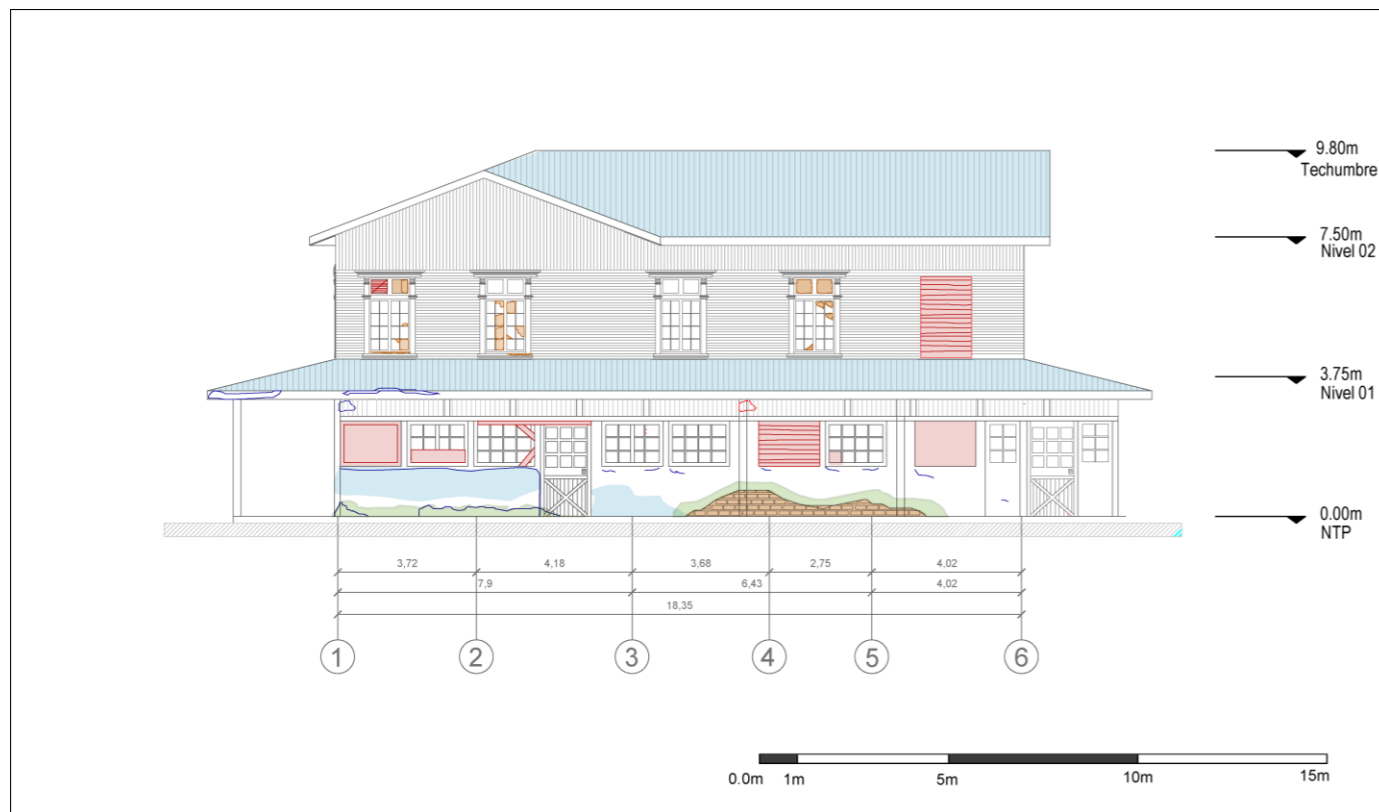 9.80m
Techumbre
7.50m
Nivel 02
3.75m
Nivel 01
0.00m
NTP
3,72 4,18 3,68 2,75 4,02
7,9 6,43 4,02
18,35
1 2 3 4 5 6
0.0m 1m 5m 10m 15m